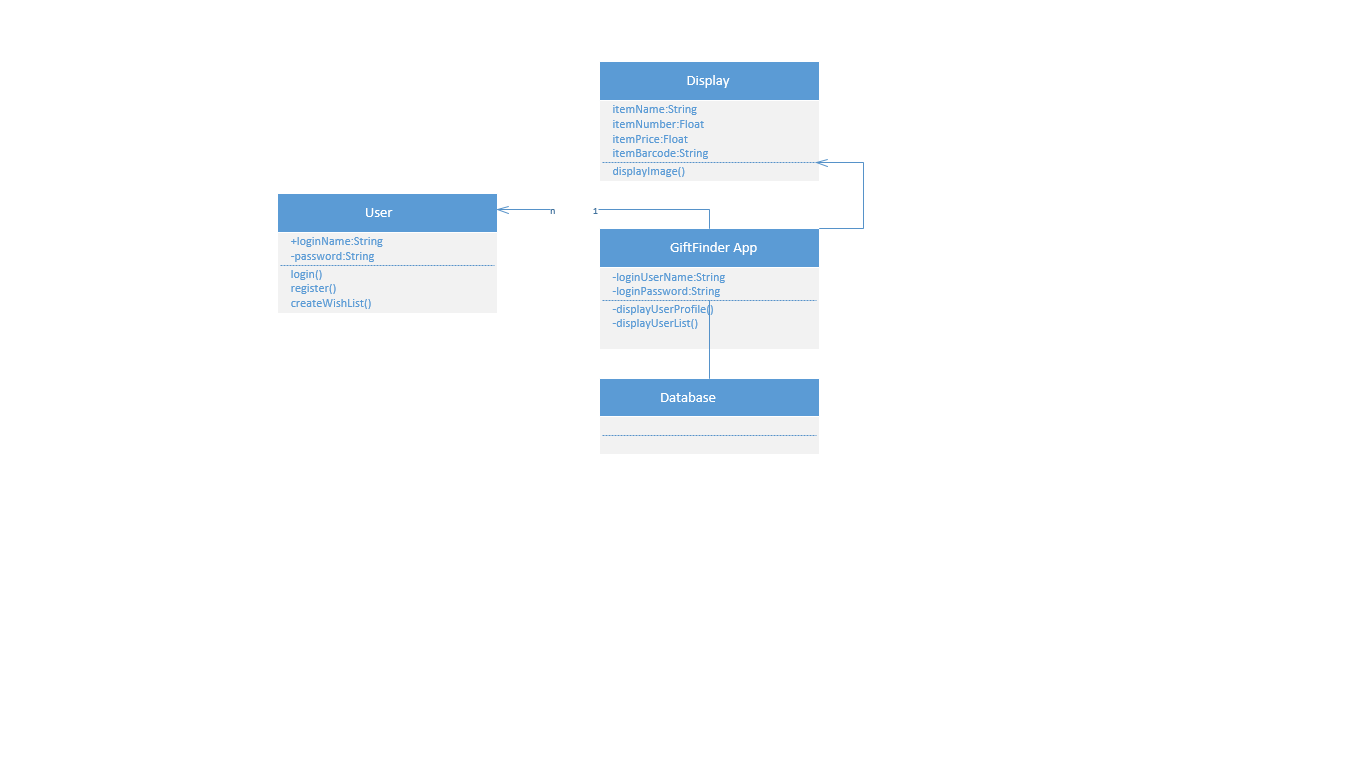 Display
itemName:String
itemNumber:Float
itemPrice:Float
itemBarcode:String
displayImage()
User
+loginName:String
-password:String
login()
register()
createWishList()
n
1
GiftFinder App
-loginUserName:String
-loginPassword:String
-displayUserProfile()
-displayUserList()
Database